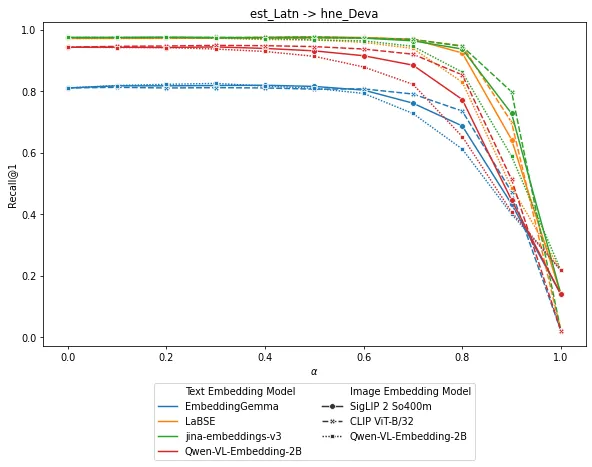 est_Latn -> hne_Deva
1.0
0.8
0.6
0.4
0.2
0.0
Recall@1
0.0 0.2 0.4 0.6 0.8 1.0
α
Text Embedding Model
EmbeddingGemma
LaBSE
jina-embeddings-v3
Qwen-VL-Embedding-2B
Image Embedding Model
SigLIP 2 So400m
CLIP ViT-B/32
Qwen-VL-Embedding-2B